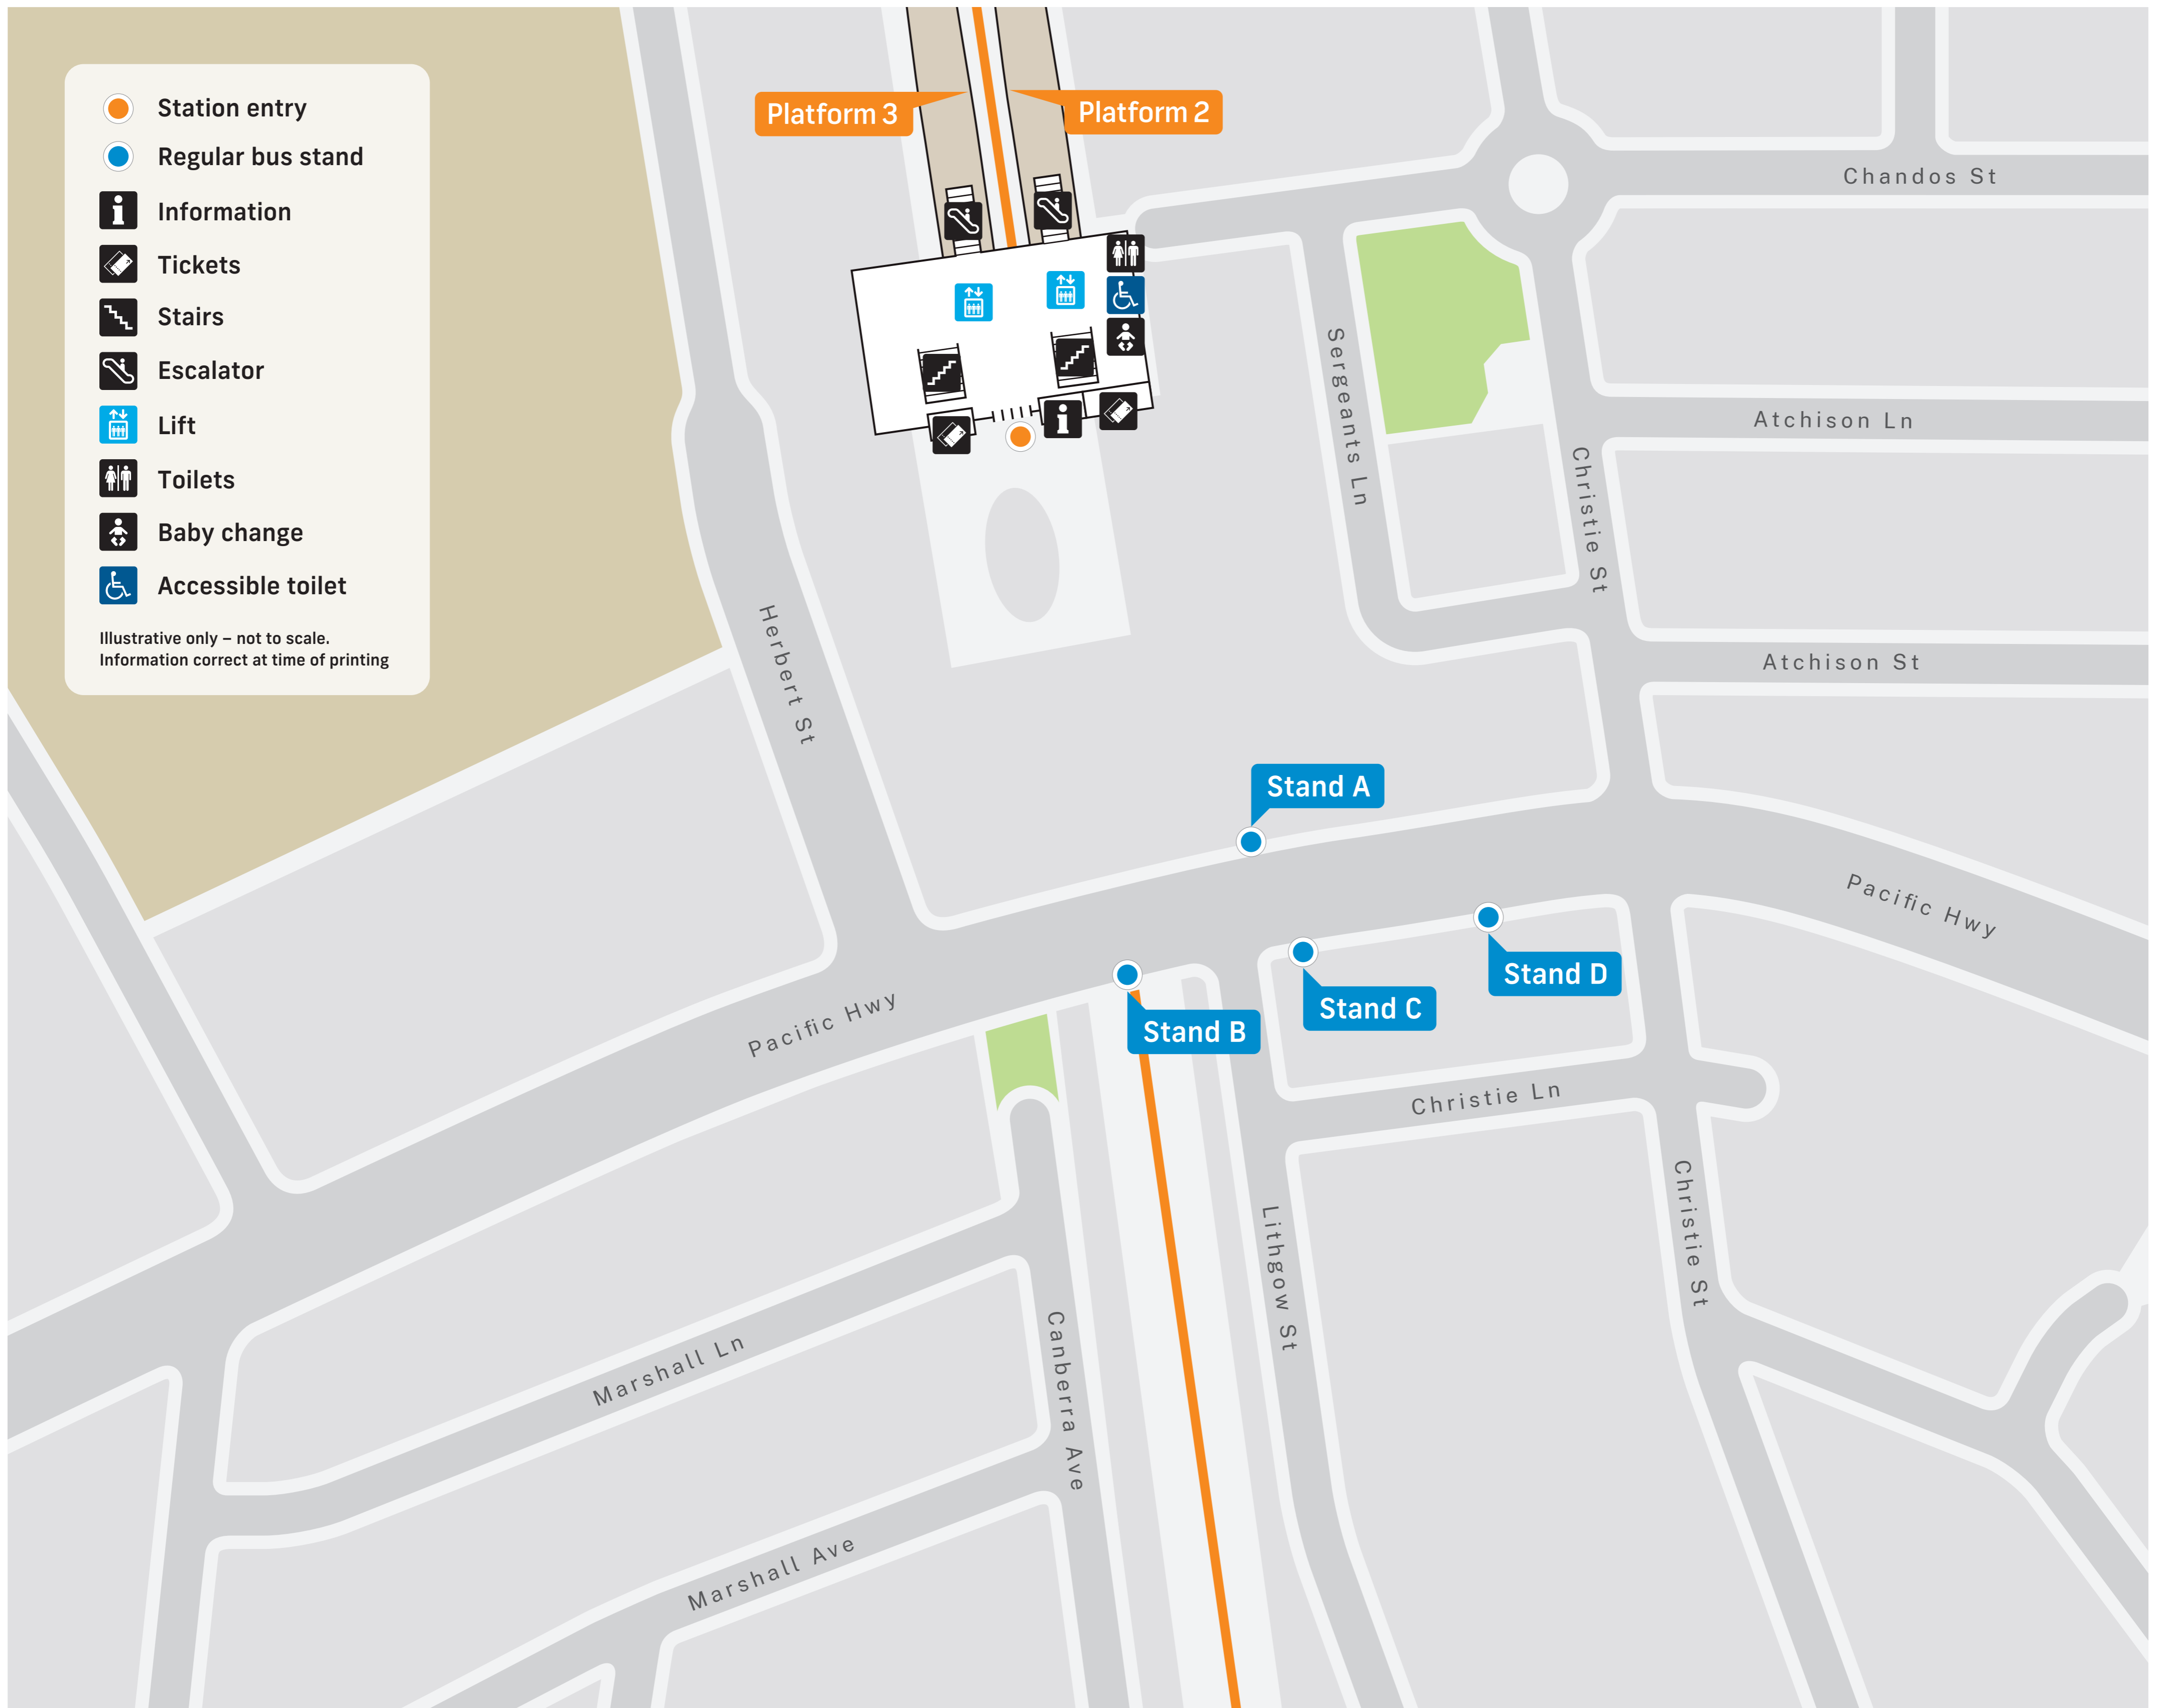 Station entry
Regular bus stand
Information
Tickets
Stairs
Escalator
Lift
Toilets
Baby change
Accessible toilet
Illustrative only – not to scale.
Information correct at time of printing
Platform 3
Platform 2
Chandos St
Sergeants Ln
Atchison Ln
Christie St
Herbert St
Atchison St
Stand A
Pacific Hwy
Stand D
Stand C
Stand B
Pacific Hwy
Christie Ln
Christie St
Lithgow St
Canberra Ave
Marshall Ln
Marshall Ave